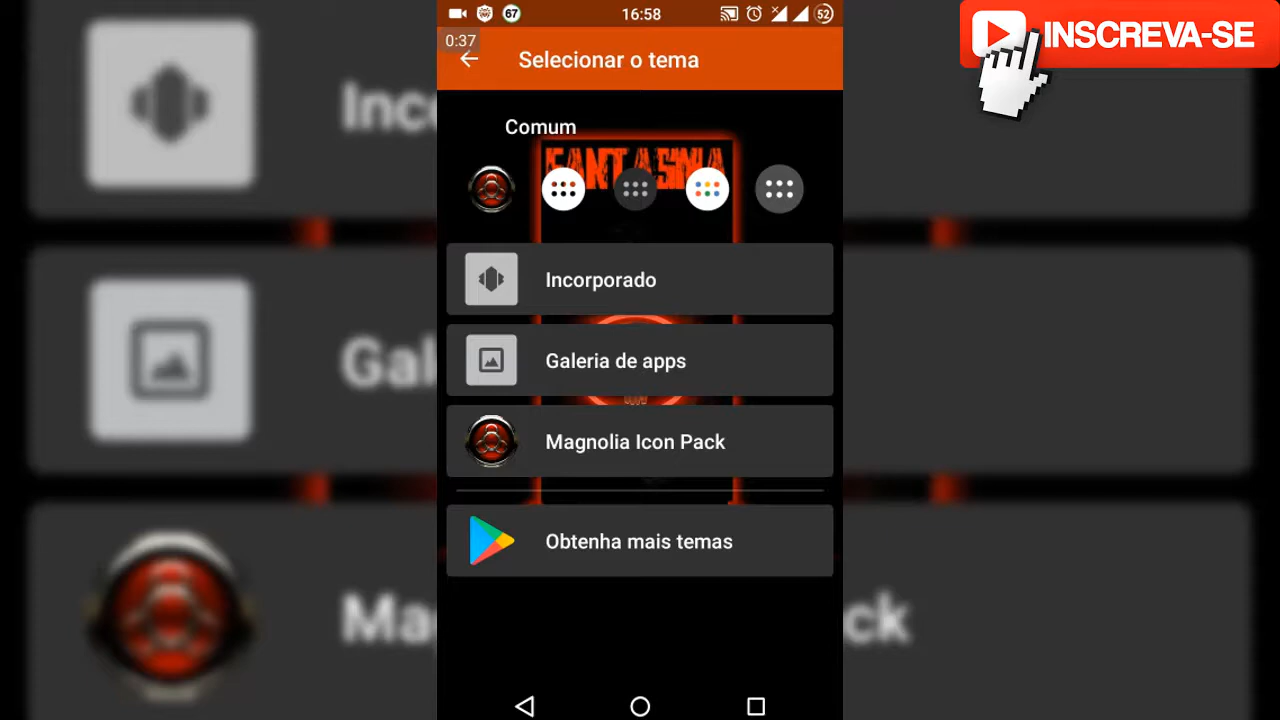 67
16:58
52
INSCREVA-SE
0:37
Selecionar o tema
Comum
FANTASMA
Incorporado
Galeria de apps
Magnolia Icon Pack
Obtenha mais temas